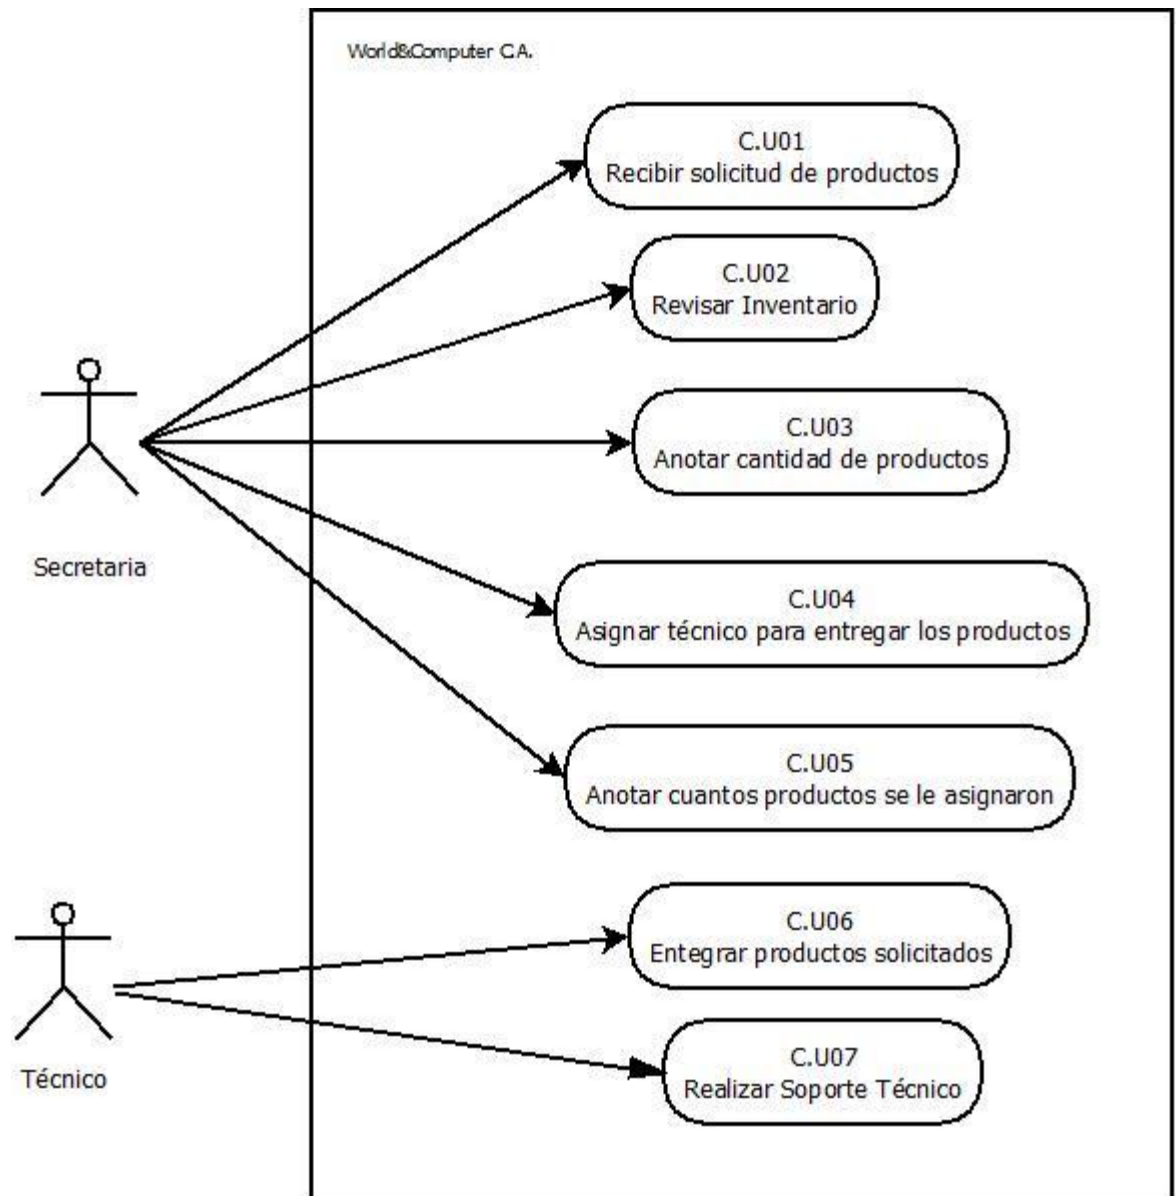 World&Computer C.A.
C.U01
Recibir solicitud de productos
C.U02
Revisar Inventario
C.U03
Anotar cantidad de productos
Secretaria
C.U04
Asignar técnico para entregar los productos
C.U05
Anotar cuantos productos se le asignaron
C.U06
Entegrar productos solicitados
C.U07
Realizar Soporte Técnico
Técnico